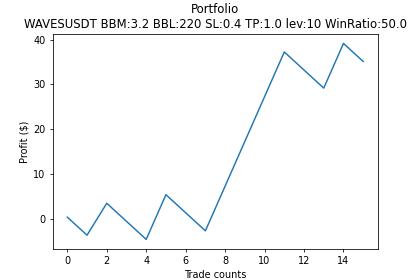 Portfolio
WAVESUSDT BBM:3.2 BBL:220 SL:0.4 TP:1.0 lev:10 WinRatio:50.0
40
30
20
10
0
Profit ($)
0 2 4 6 8 10 12 14
Trade counts